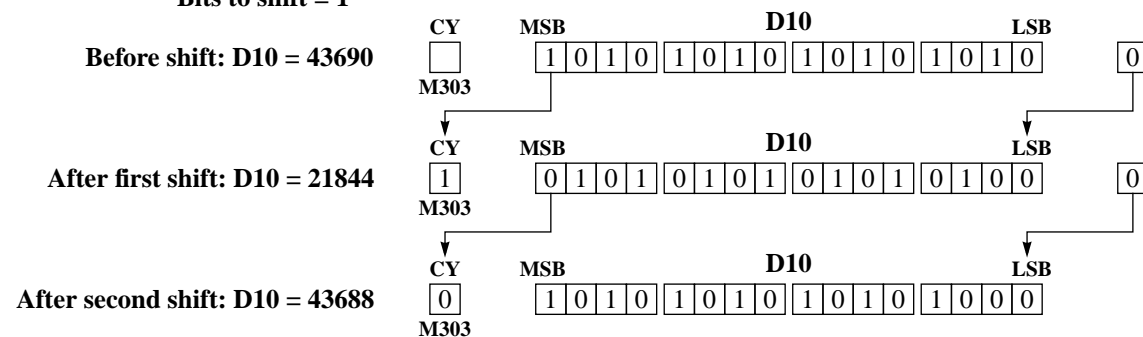 Bits to shift = 1
CY MSB D10 LSB
Before shift: D10 = 43690 1 0 1 0 1 0 1 0 1 0 1 0 1 0 1 0 0
M303
CY MSB D10 LSB
After first shift: D10 = 21844 1 0 1 0 1 0 1 0 1 0 1 0 1 0 1 0 0 0
M303
CY MSB D10 LSB
After second shift: D10 = 43688 0 1 0 1 0 1 0 1 0 1 0 1 0 1 0 0 0
M303